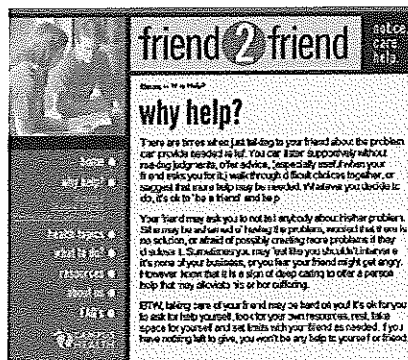 friend 2 friend
notice
care
help
Home > Why Help?
why help?
There are times when just talking to your friend about the problem
can provide needed relief. You can listen supportively without
making judgments, offer advice, (especially useful when your
friend asks you for it,) walk through difficult choices together, or
suggest that more help may be needed. Whatever you decide to
do, it's ok to "be a friend" and help.
Your friend may ask you to not tell anybody about his/her problem.
S/he may be ashamed of having the problem, worried that there is
no solution, or afraid of possibly creating more problems if they
disclose it. Sometimes you may feel like you shouldn't intervene
it's none of your business, or you fear your friend might get angry.
However know that it is a sign of deep caring to offer a person
help that may alleviate his or her suffering.
BTW, taking care of your friend may be hard on you! It's ok for you
to ask for help yourself, look for your own resources, rest, take
space for yourself and set limits with your friend as needed. If you
have nothing left to give, you won't be any help to yourself or friend.
home
why help?
health topics
what to do?
resources
about us
FAQ's